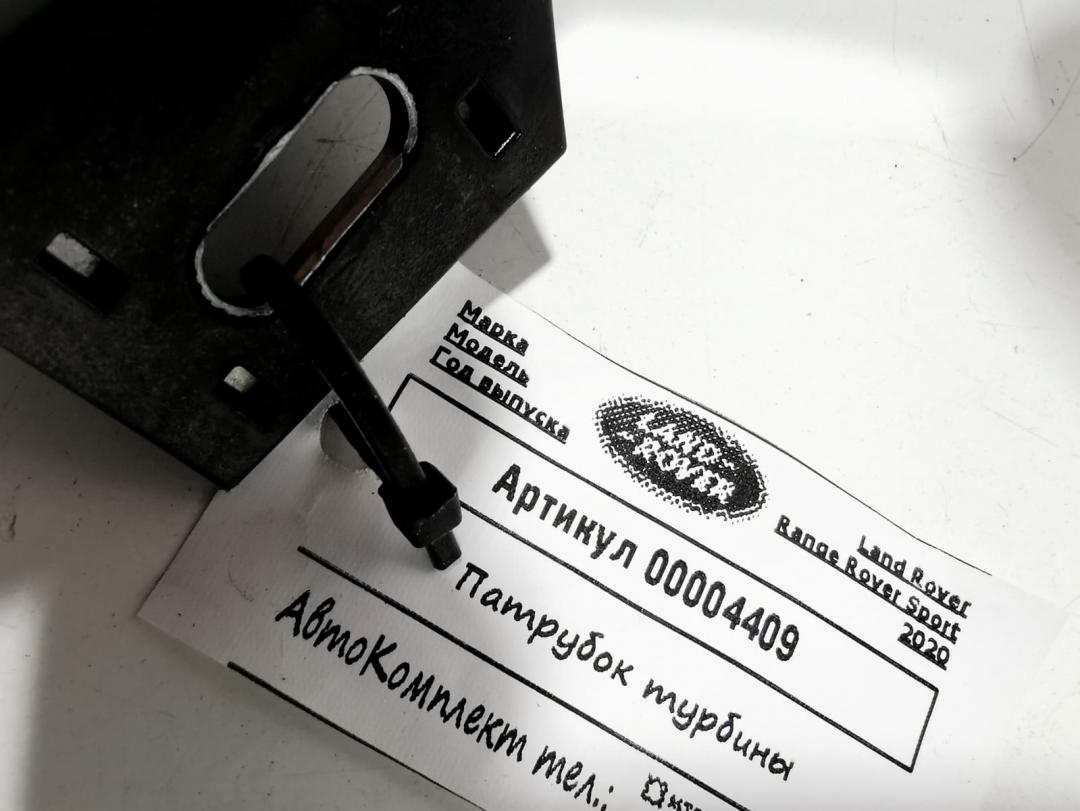 Марка
Модель
Год выпуска
LAND-
ROVER
Land Rover
Range Rover Sport
2020
Артикул 00004409
Патрубок турбины
АвтоКомплект тел.: